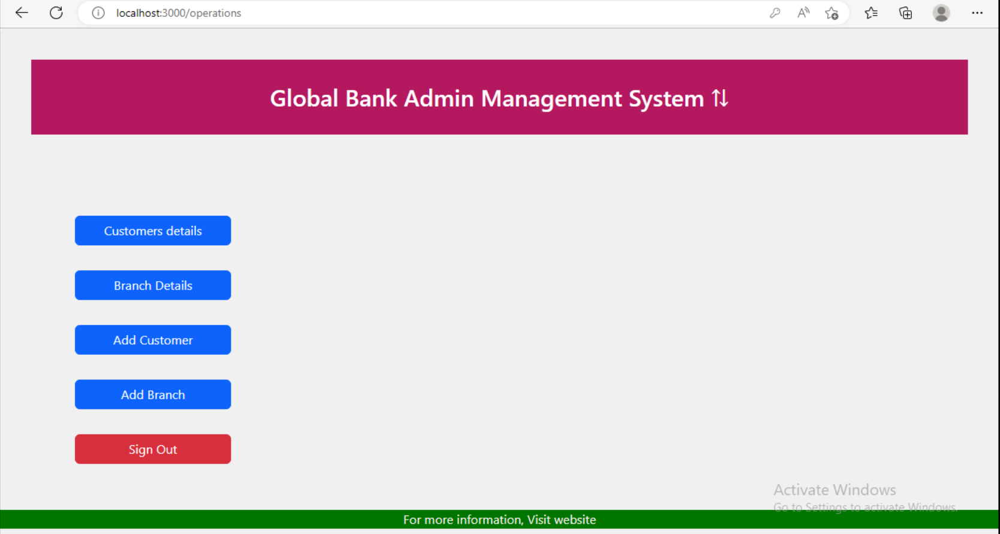 localhost:3000/operations
Global Bank Admin Management System ⇅
Customers details
Branch Details
Add Customer
Add Branch
Sign Out
Activate Windows
Go to Settings to activate Windows.
For more information, Visit website